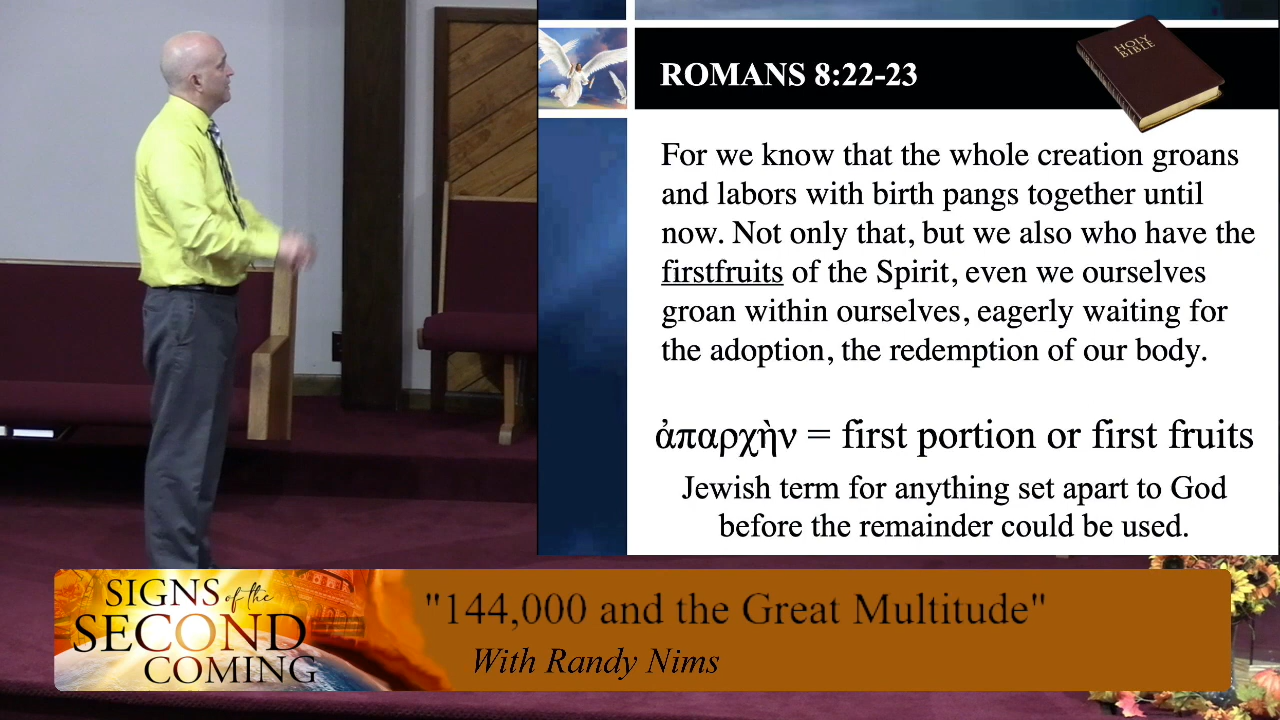 HOLY
BIBLE
ROMANS 8:22-23
For we know that the whole creation groans
and labors with birth pangs together until
now. Not only that, but we also who have the
firstfruits of the Spirit, even we ourselves
groan within ourselves, eagerly waiting for
the adoption, the redemption of our body.
ἀπαρχὴν = first portion or first fruits
Jewish term for anything set apart to God
before the remainder could be used.
SIGNS of the
SECOND
COMING
"144,000 and the Great Multitude"
With Randy Nims